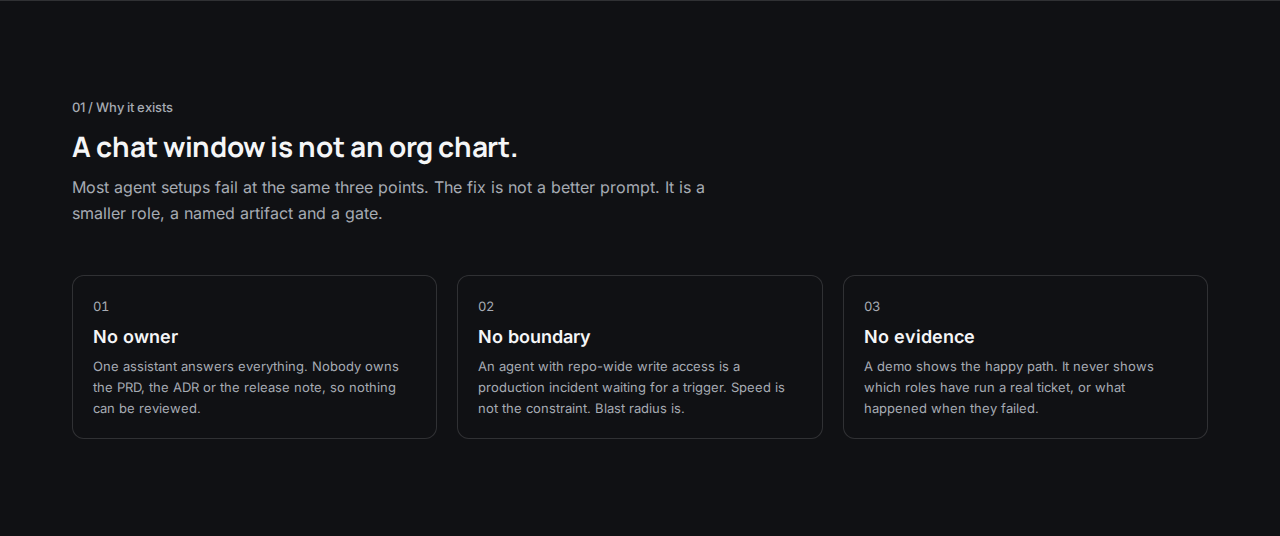 01 / Why it exists
A chat window is not an org chart.
Most agent setups fail at the same three points. The fix is not a better prompt. It is a
smaller role, a named artifact and a gate.
01
No owner
One assistant answers everything. Nobody owns
the PRD, the ADR or the release note, so nothing
can be reviewed.
02
No boundary
An agent with repo-wide write access is a
production incident waiting for a trigger. Speed is
not the constraint. Blast radius is.
03
No evidence
A demo shows the happy path. It never shows
which roles have run a real ticket, or what
happened when they failed.